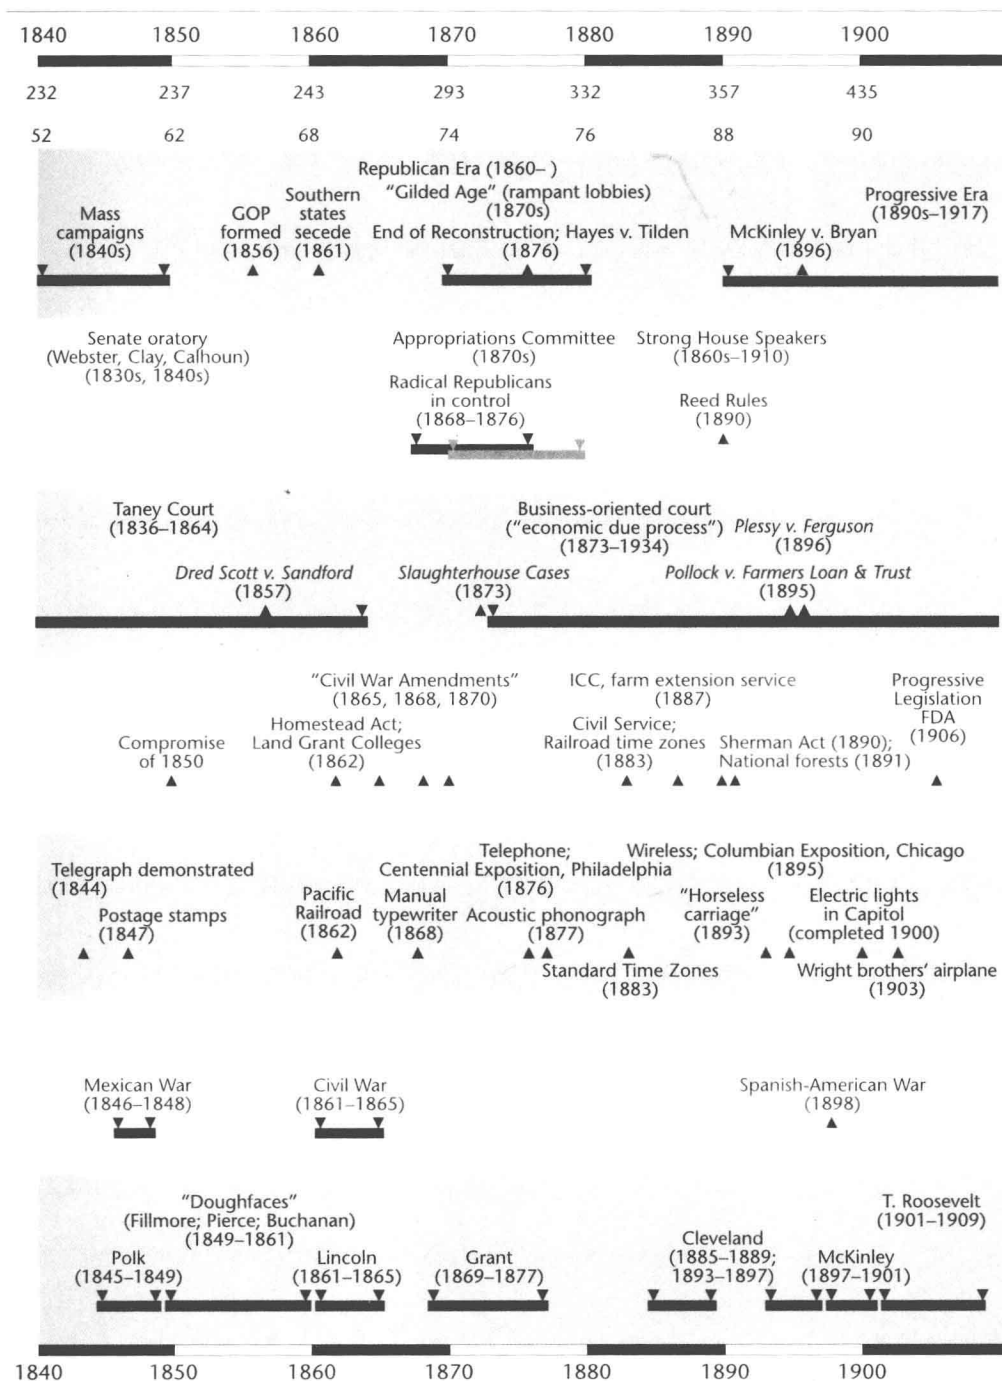 1840 1850 1860 1870 1880 1890 1900
232 237 243 293 332 357 435
52 62 68 74 76 88 90
Republican Era (1860– )
"Gilded Age" (rampant lobbies)
(1870s)
Mass
campaigns
(1840s)
GOP
formed
(1856)
Southern
states
secede
(1861)
End of Reconstruction; Hayes v. Tilden
(1876)
McKinley v. Bryan
(1896)
Progressive Era
(1890s–1917)
Senate oratory
(Webster, Clay, Calhoun)
(1830s, 1840s)
Appropriations Committee
(1870s)
Radical Republicans
in control
(1868–1876)
Strong House Speakers
(1860s–1910)
Reed Rules
(1890)
Taney Court
(1836–1864)
Dred Scott v. Sandford
(1857)
Slaughterhouse Cases
(1873)
Business-oriented court
("economic due process")
(1873–1934)
Plessy v. Ferguson
(1896)
Pollock v. Farmers Loan & Trust
(1895)
Compromise
of 1850
"Civil War Amendments"
(1865, 1868, 1870)
Homestead Act;
Land Grant Colleges
(1862)
ICC, farm extension service
(1887)
Civil Service;
Railroad time zones
(1883)
Sherman Act (1890);
National forests (1891)
Progressive
Legislation
FDA
(1906)
Telegraph demonstrated
(1844)
Postage stamps
(1847)
Pacific
Railroad
(1862)
Manual
typewriter
(1868)
Telephone;
Centennial Exposition, Philadelphia
(1876)
Acoustic phonograph
(1877)
Standard Time Zones
(1883)
Wireless; Columbian Exposition, Chicago
(1895)
"Horseless
carriage"
(1893)
Electric lights
in Capitol
(completed 1900)
Wright brothers' airplane
(1903)
Mexican War
(1846–1848)
Civil War
(1861–1865)
Spanish-American War
(1898)
"Doughfaces"
(Fillmore; Pierce; Buchanan)
(1849–1861)
Polk
(1845–1849)
Lincoln
(1861–1865)
Grant
(1869–1877)
Cleveland
(1885–1889;
1893–1897)
McKinley
(1897–1901)
T. Roosevelt
(1901–1909)
1840 1850 1860 1870 1880 1890 1900